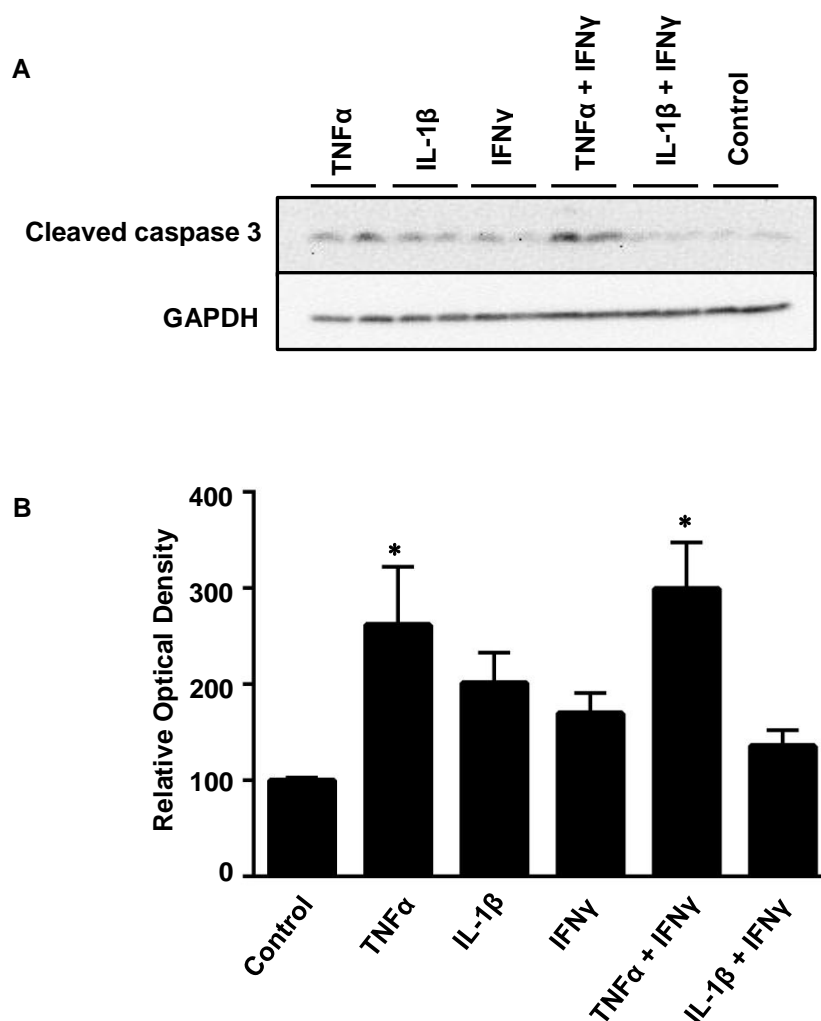 A
TNFα
IL-1β
IFNγ
TNFα + IFNγ
IL-1β + IFNγ
Control
Cleaved caspase 3
GAPDH
B
Relative Optical Density
400
300
200
100
0
*
*
Control
TNFα
IL-1β
IFNγ
TNFα + IFNγ
IL-1β + IFNγ